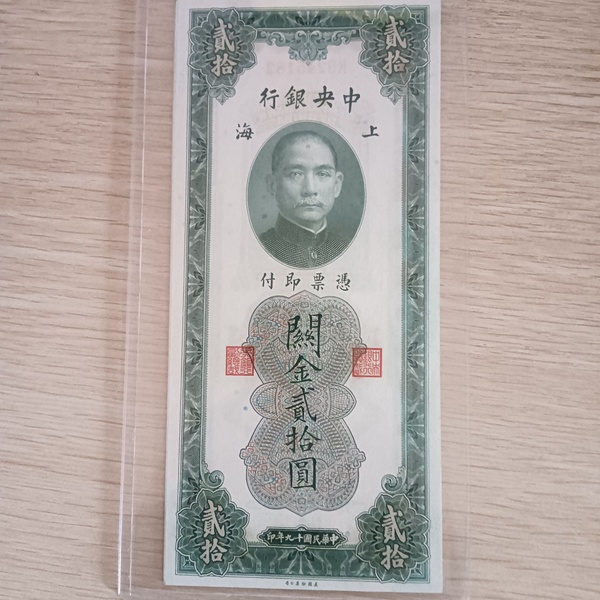 貳拾 貳拾
中央銀行
上海
憑票即付
關金貳拾圓
貳拾 貳拾
中華民國十九年印